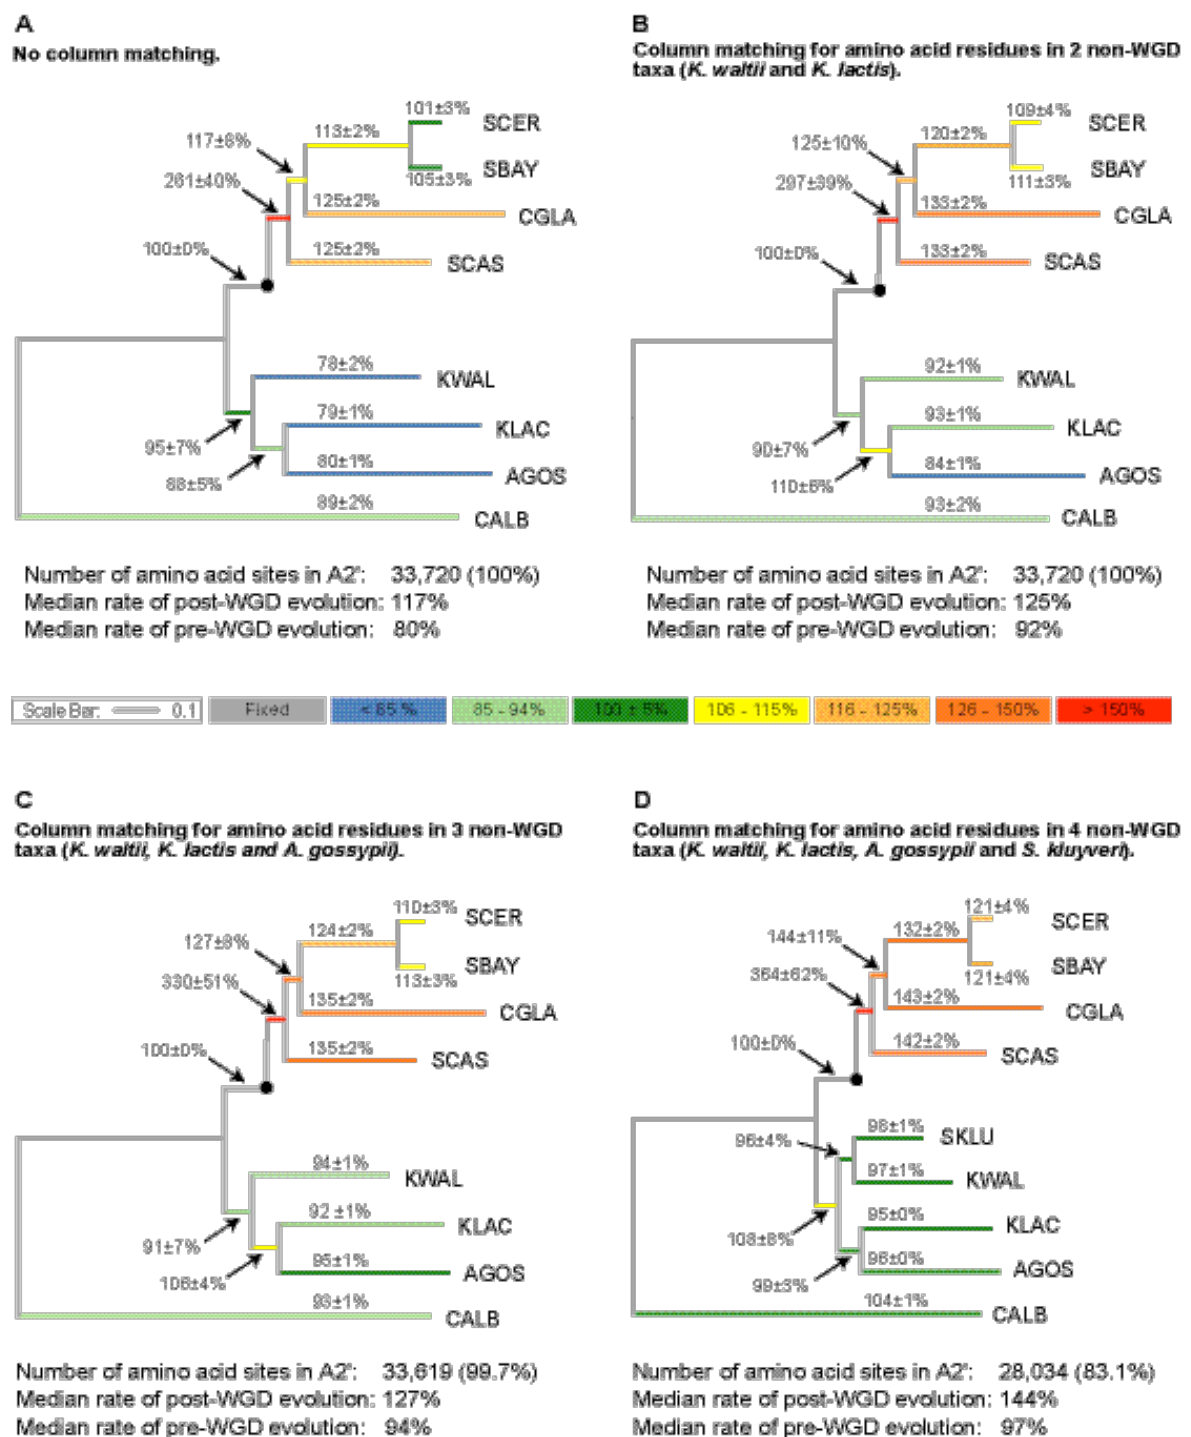 A
No column matching.
101±3%
SCER
113±2%
117±8%
SBAY
105±3%
261±40%
125±2%
CGLA
100±0%
125±2%
SCAS
78±2%
KWAL
79±1%
KLAC
95±7%
80±1%
AGOS
88±5%
89±2%
CALB
Number of amino acid sites in A2': 33,720 (100%)
Median rate of post-WGD evolution: 117%
Median rate of pre-WGD evolution: 80%
B
Column matching for amino acid residues in 2 non-WGD
taxa (K. waltii and K. lactis).
109±4%
SCER
120±2%
125±10%
SBAY
111±3%
297±39%
133±2%
CGLA
100±0%
133±2%
SCAS
92±1%
KWAL
93±1%
KLAC
90±7%
84±1%
AGOS
110±6%
93±2%
CALB
Number of amino acid sites in A2': 33,720 (100%)
Median rate of post-WGD evolution: 125%
Median rate of pre-WGD evolution: 92%
Scale Bar: 0.1
Fixed
< 85 %
85 - 94%
100 ± 5%
106 - 115%
116 - 125%
126 - 150%
> 150%
C
Column matching for amino acid residues in 3 non-WGD
taxa (K. waltii, K. lactis and A. gossypii).
110±3%
SCER
124±2%
127±8%
SBAY
113±3%
330±51%
135±2%
CGLA
100±0%
135±2%
SCAS
94±1%
KWAL
92 ±1%
KLAC
91±7%
95±1%
AGOS
106±4%
93±1%
CALB
Number of amino acid sites in A2': 33,619 (99.7%)
Median rate of post-WGD evolution: 127%
Median rate of pre-WGD evolution: 94%
D
Column matching for amino acid residues in 4 non-WGD
taxa (K. waltii, K. lactis, A. gossypii and S. kluyveri).
121±4%
SCER
132±2%
144±11%
SBAY
121±4%
364±62%
143±2%
CGLA
100±0%
142±2%
SCAS
98±1%
SKLU
96±4%
97±1%
KWAL
95±0%
KLAC
108±8%
96±0%
AGOS
99±3%
104±1%
CALB
Number of amino acid sites in A2': 28,034 (83.1%)
Median rate of post-WGD evolution: 144%
Median rate of pre-WGD evolution: 97%